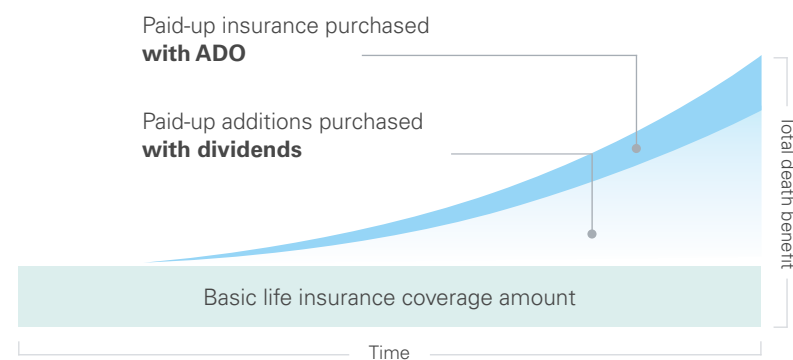 Paid-up insurance purchased
with ADO
Paid-up additions purchased
with dividends
Total death benefit
Basic life insurance coverage amount
Time